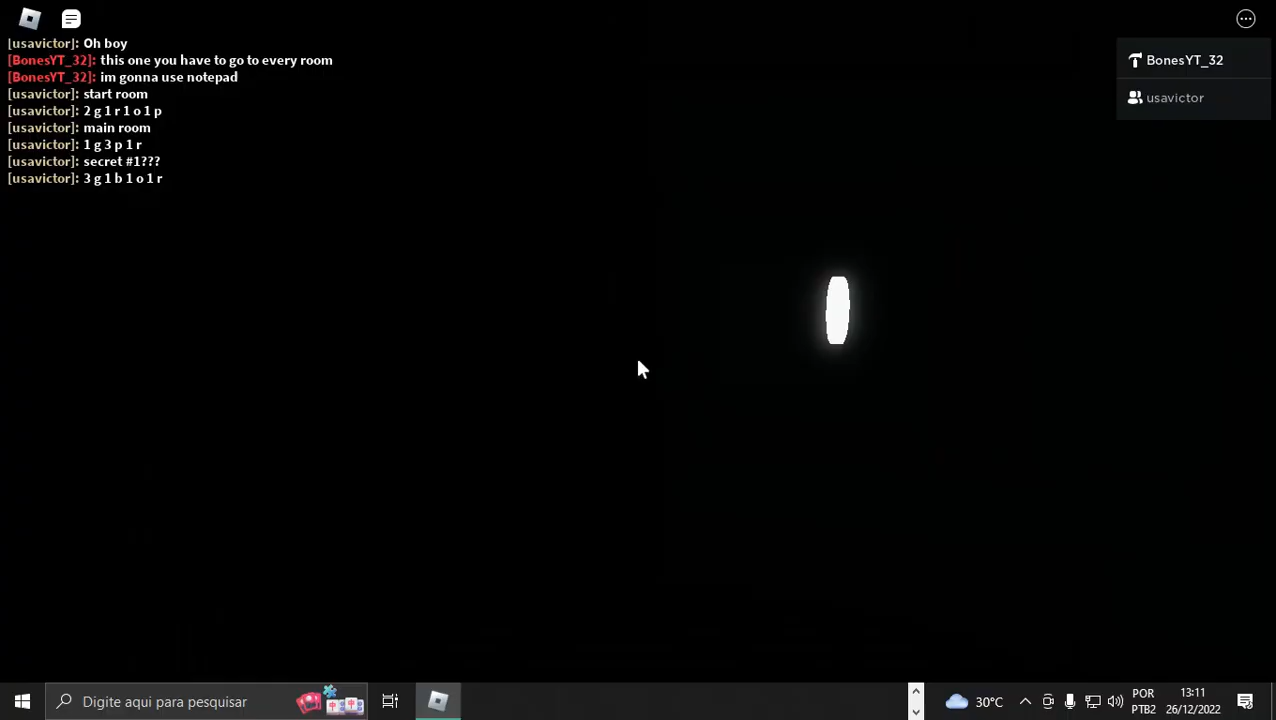 [usavictor]: Oh boy
[BonesYT_32]: this one you have to go to every room
[BonesYT_32]: im gonna use notepad
[usavictor]: start room
[usavictor]: 2 g 1 r 1 o 1 p
[usavictor]: main room
[usavictor]: 1 g 3 p 1 r
[usavictor]: secret #1???
[usavictor]: 3 g 1 b 1 o 1 r
BonesYT_32
usavictor
Digite aqui para pesquisar
30°C
POR
PTB2
13:11
26/12/2022